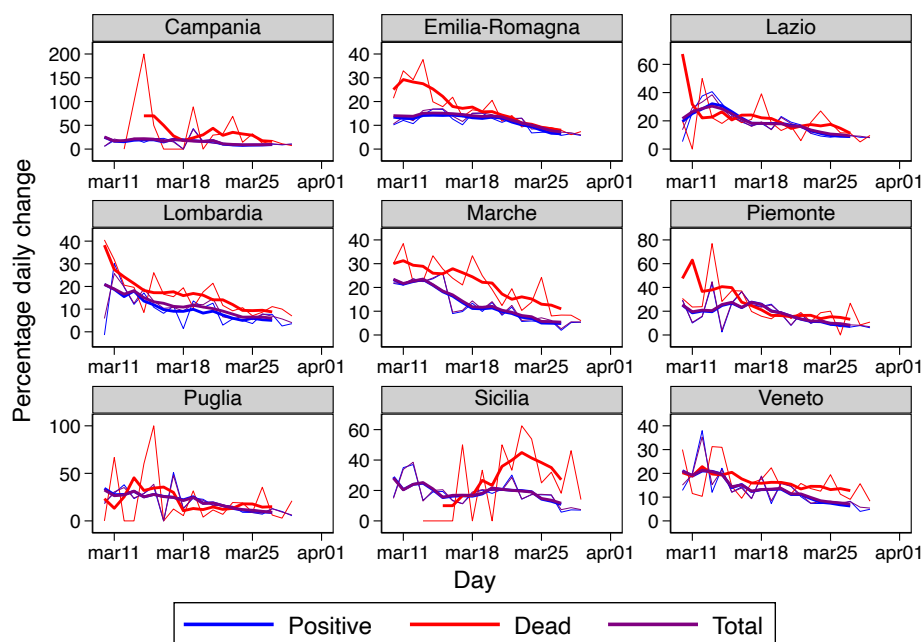 Percentage daily change
Campania
200
150
100
50
0
mar11 mar18 mar25 apr01
Emilia-Romagna
40
30
20
10
0
mar11 mar18 mar25 apr01
Lazio
60
40
20
0
mar11 mar18 mar25 apr01
Lombardia
40
30
20
10
0
mar11 mar18 mar25 apr01
Marche
40
30
20
10
0
mar11 mar18 mar25 apr01
Piemonte
80
60
40
20
0
mar11 mar18 mar25 apr01
Puglia
100
50
0
mar11 mar18 mar25 apr01
Sicilia
60
40
20
0
mar11 mar18 mar25 apr01
Veneto
40
30
20
10
0
mar11 mar18 mar25 apr01
Day
Positive Dead Total